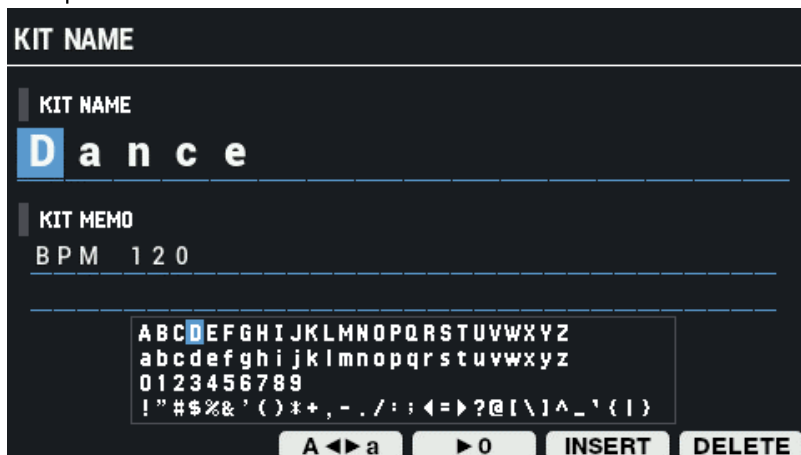 KIT NAME
KIT NAME
Dance
KIT MEMO
BPM 120
ABCDEFGHIJKLMNOPQRSTUVWXYZ
abcdefghijklmnopqrstuvwxyz
0123456789
!"#$%&'()*+,-./:;◀=▶?@[\]^_`{|}
A◀▶a ▶0 INSERT DELETE